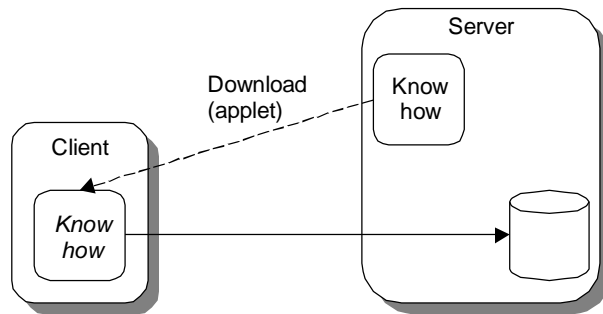 Server
Know
how
Download
(applet)
Client
Know
how